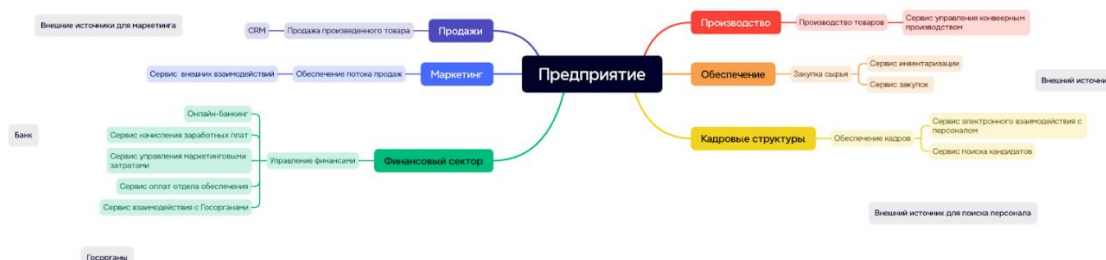 Внешние источники для маркетинга
CRM
Продажа произведенного товара
Продажи
Сервис внешних взаимодействий
Обеспечение потока продаж
Маркетинг
Онлайн-банкинг
Сервис начисления заработных плат
Сервис управления маркетинговыми
затратами
Сервис оплат отдела обеспечения
Сервис взаимодействия с Госорганами
Управление финансами
Финансовый сектор
Банк
Госорганы
Предприятие
Производство
Производство товаров
Сервис управления конвеерным
производством
Обеспечение
Закупка сырья
Сервис инвентаризации
Сервис закупок
Внешний
Кадровые структуры
Обеспечение кадров
Сервис электронного взаимодействия с
персоналом
Сервис поиска кандидатов
Внешний источник для поиска персонала